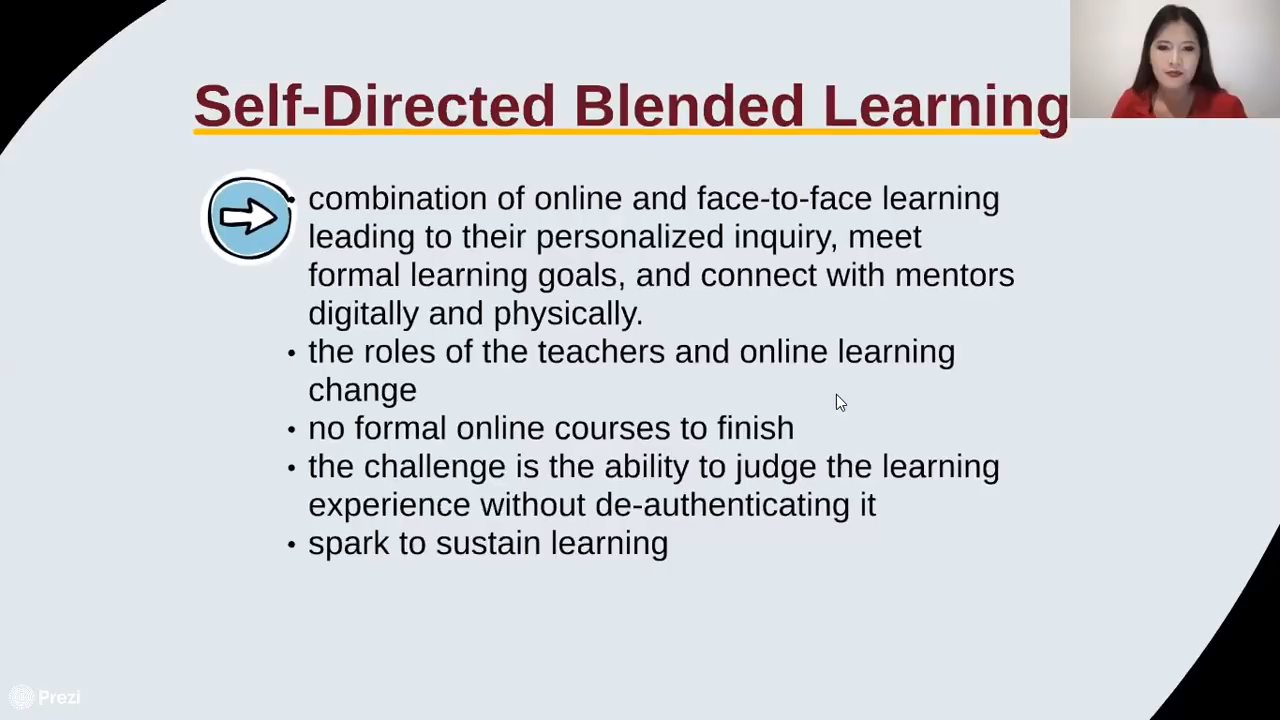 Self-Directed Blended Learning
• combination of online and face-to-face learning
leading to their personalized inquiry, meet
formal learning goals, and connect with mentors
digitally and physically.
• the roles of the teachers and online learning
change
• no formal online courses to finish
• the challenge is the ability to judge the learning
experience without de-authenticating it
• spark to sustain learning
Prezi